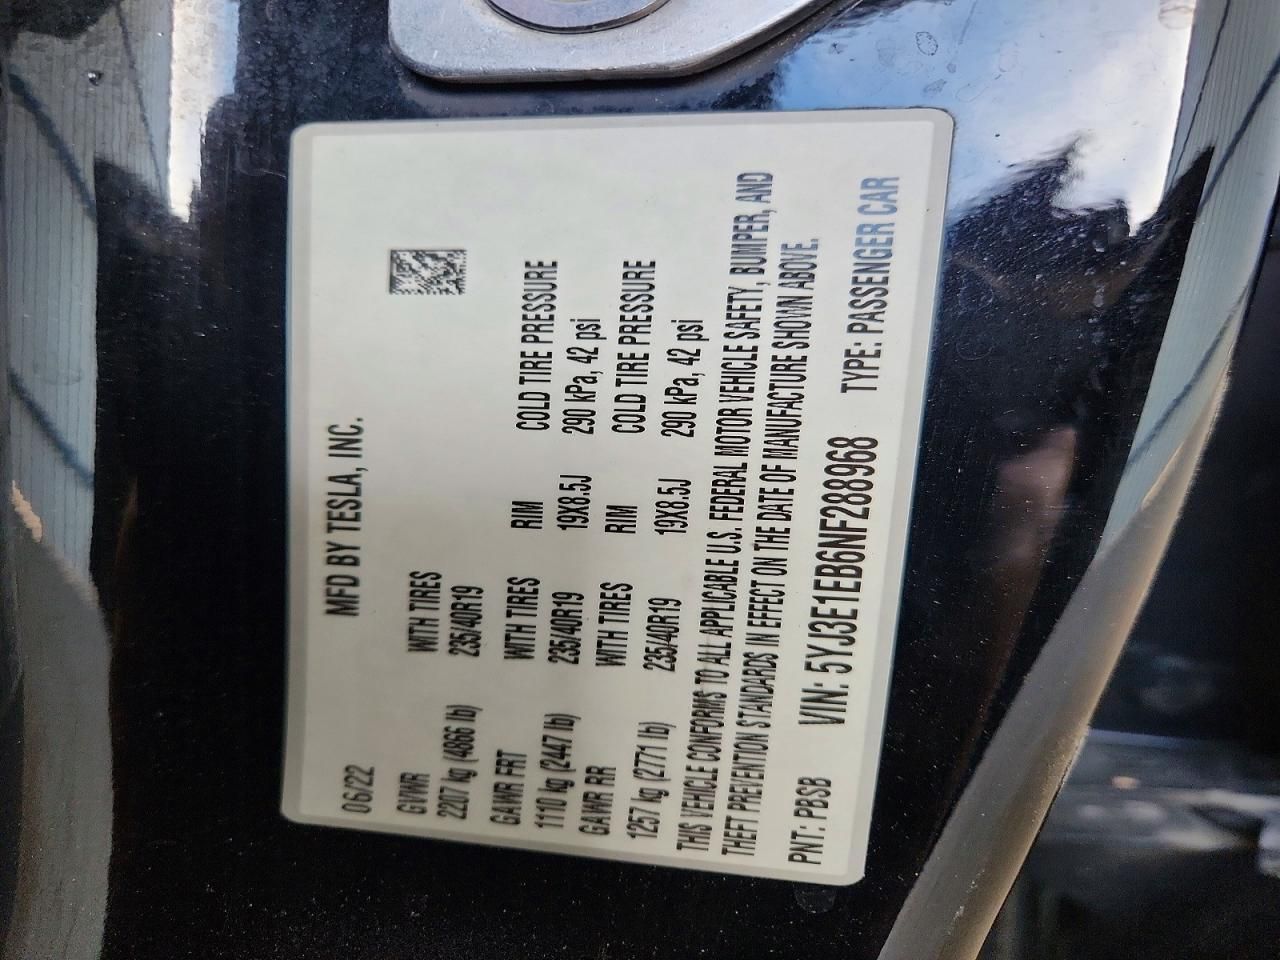 MFD BY TESLA, INC.
06/22
GVWR WTH TIRES
2207 kg (4866 lb) 235/40R19
GAWR FRT WTH TIRES RIM COLD TIRE PRESSURE
1110 kg (2447 lb) 235/40R19 19X8.5J 290 kPa, 42 psi
GAWR RR WTH TIRES RIM COLD TIRE PRESSURE
1257 kg (2771 lb) 235/40R19 19X8.5J 290 kPa, 42 psi
THIS VEHICLE CONFORMS TO ALL APPLICABLE U.S. FEDERAL MOTOR VEHICLE SAFETY, BUMPER, AND
THEFT PREVENTION STANDARDS IN EFFECT ON THE DATE OF MANUFACTURE SHOWN ABOVE.
PNT: PBSB VIN: 5YJ3E1EB6NF288968 TYPE: PASSENGER CAR